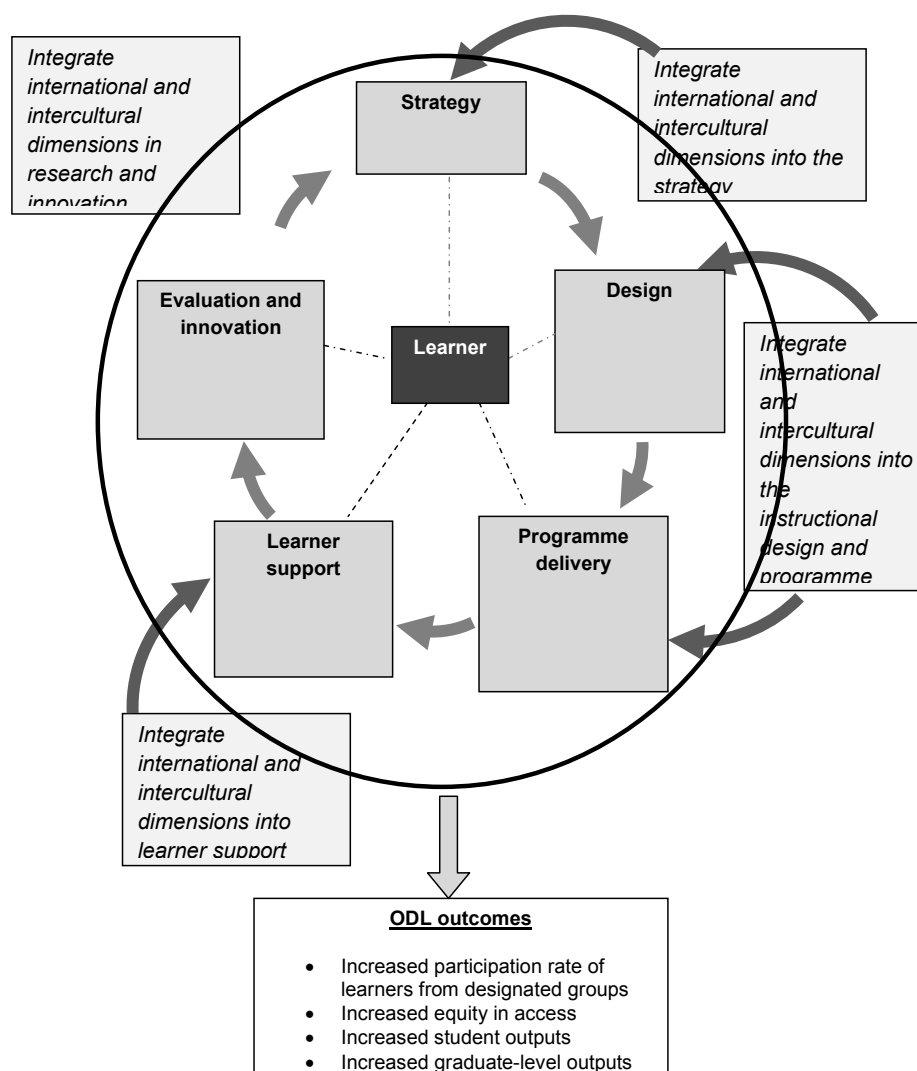 Integrate
international and
intercultural
dimensions in
research and
innovation
Strategy
Integrate
international and
intercultural
dimensions into the
strategy
Evaluation and
innovation
Learner
Design
Integrate
international
and
intercultural
dimensions into
the
instructional
design and
programme
Learner
support
Programme
delivery
Integrate
international and
intercultural
dimensions into
learner support
ODL outcomes
• Increased participation rate of
learners from designated groups
• Increased equity in access
• Increased student outputs
• Increased graduate-level outputs